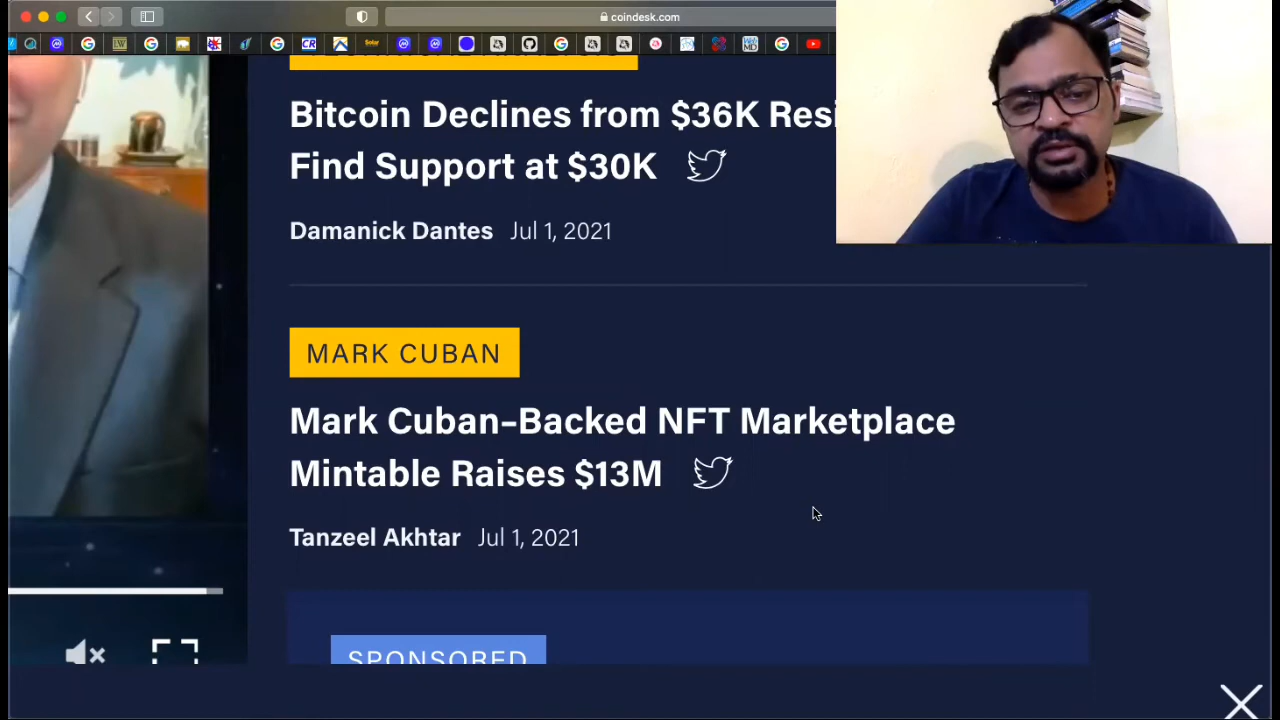 coindesk.com
Bitcoin Declines from $36K Resi
Find Support at $30K
Damanick Dantes Jul 1, 2021
MARK CUBAN
Mark Cuban–Backed NFT Marketplace
Mintable Raises $13M
Tanzeel Akhtar Jul 1, 2021
SPONSORED